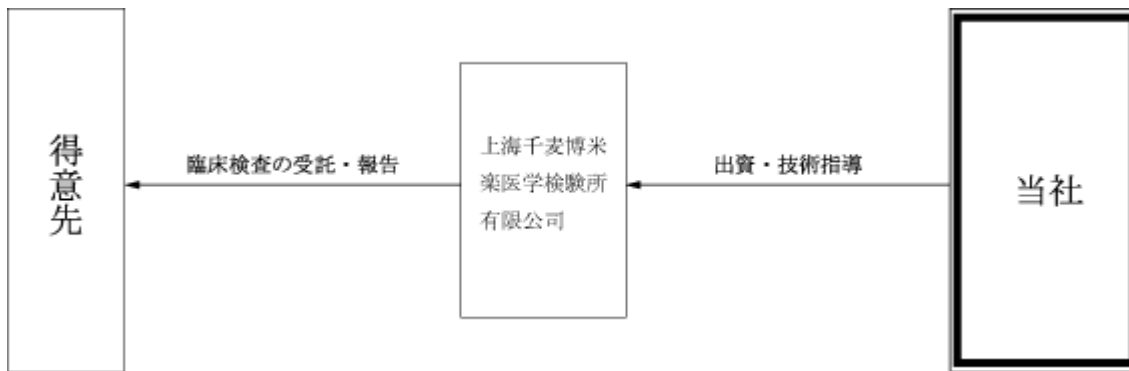 得意先
臨床検査の受託・報告
上海千麦博米
楽医学検験所
有限公司
出資・技術指導
当社